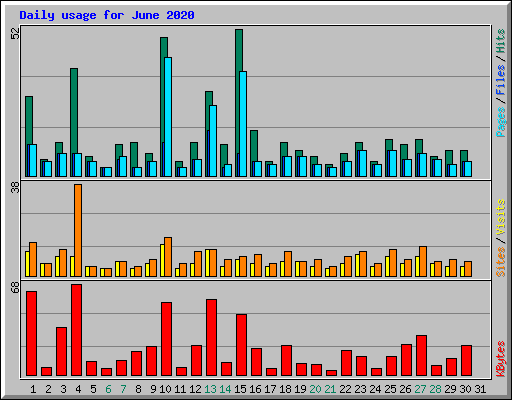 Daily usage for June 2020
52
Pages / Files / Hits
38
Sites / Visits
68
KBytes
1 2 3 4 5 6 7 8 9 10 11 12 13 14 15 16 17 18 19 20 21 22 23 24 25 26 27 28 29 30 31